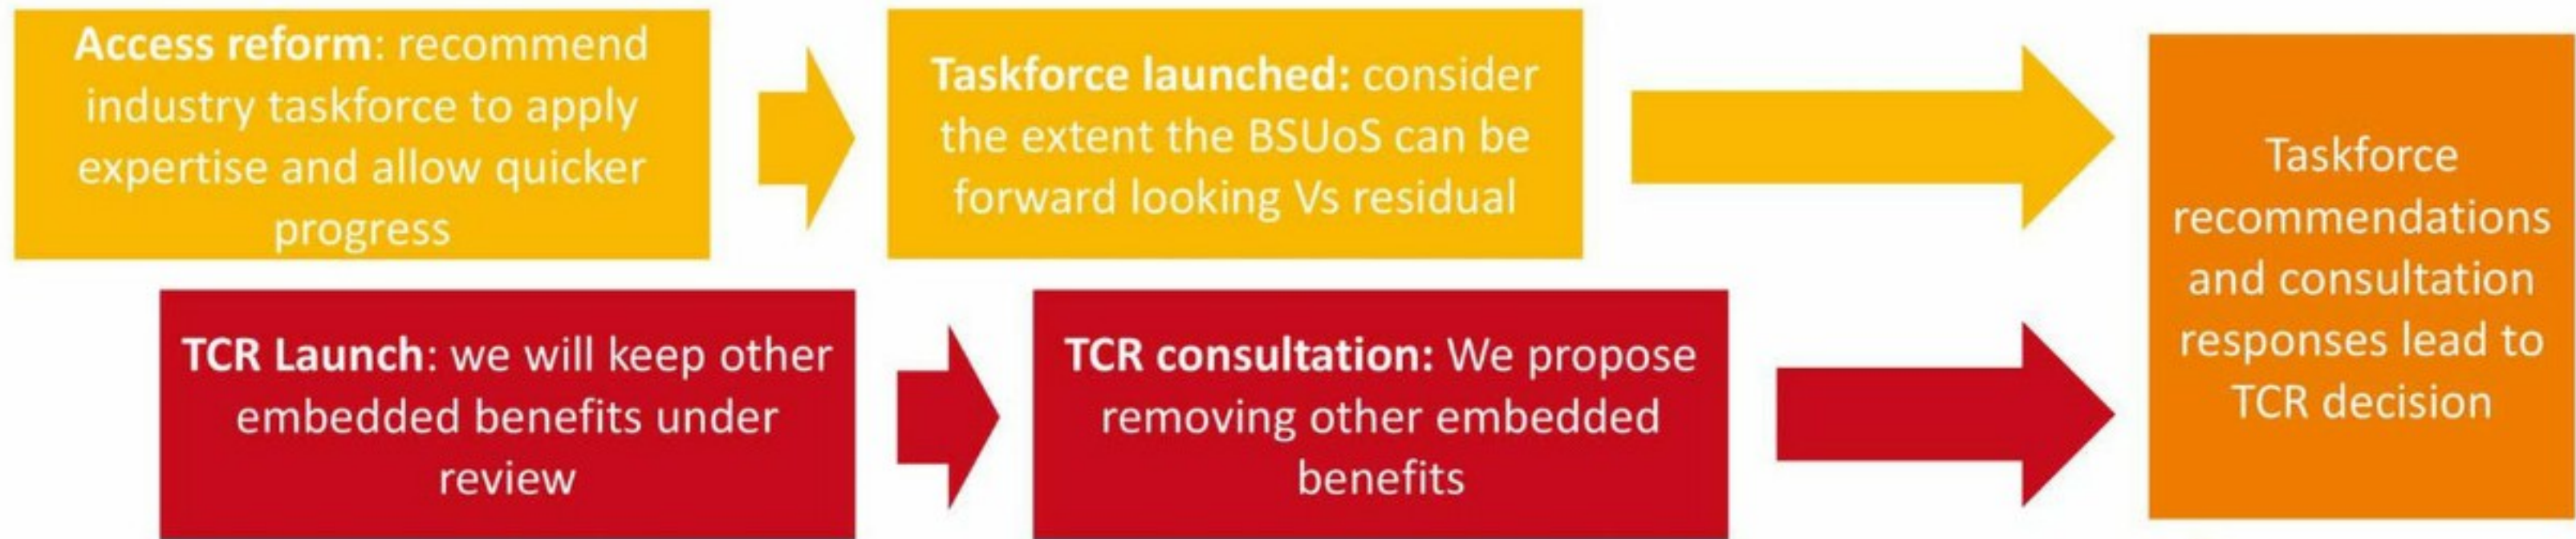 Access reform: recommend
industry taskforce to apply
expertise and allow quicker
progress
Taskforce launched: consider
the extent the BSUoS can be
forward looking Vs residual
TCR Launch: we will keep other
embedded benefits under
review
TCR consultation: We propose
removing other embedded
benefits
Taskforce
recommendations
and consultation
responses lead to
TCR decision